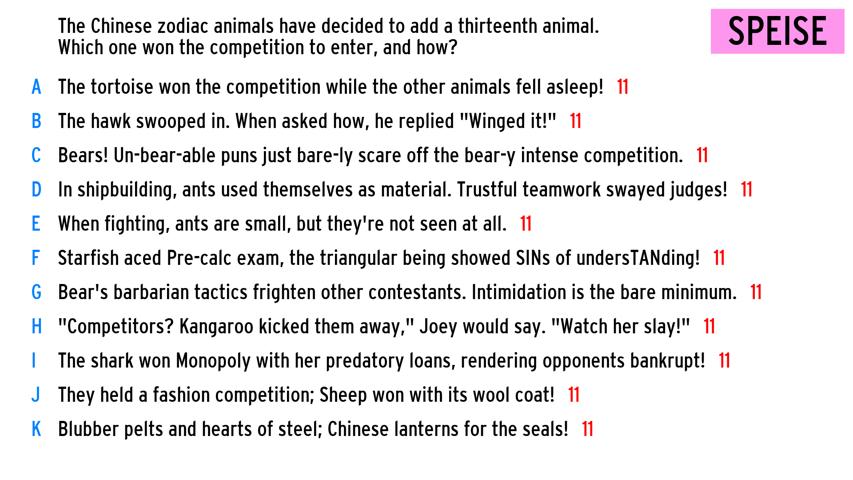 The Chinese zodiac animals have decided to add a thirteenth animal.
Which one won the competition to enter, and how?
SPEISE
A The tortoise won the competition while the other animals fell asleep! 11
B The hawk swooped in. When asked how, he replied "Winged it!" 11
C Bears! Un-bear-able puns just bare-ly scare off the bear-y intense competition. 11
D In shipbuilding, ants used themselves as material. Trustful teamwork swayed judges! 11
E When fighting, ants are small, but they're not seen at all. 11
F Starfish aced Pre-calc exam, the triangular being showed SINs of undersTANding! 11
G Bear's barbarian tactics frighten other contestants. Intimidation is the bare minimum. 11
H "Competitors? Kangaroo kicked them away," Joey would say. "Watch her slay!" 11
I The shark won Monopoly with her predatory loans, rendering opponents bankrupt! 11
J They held a fashion competition; Sheep won with its wool coat! 11
K Blubber pelts and hearts of steel; Chinese lanterns for the seals! 11